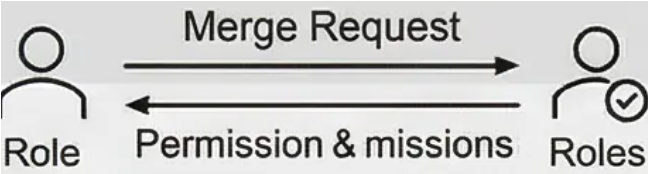 Merge Request
Permission & missions
Role
Roles